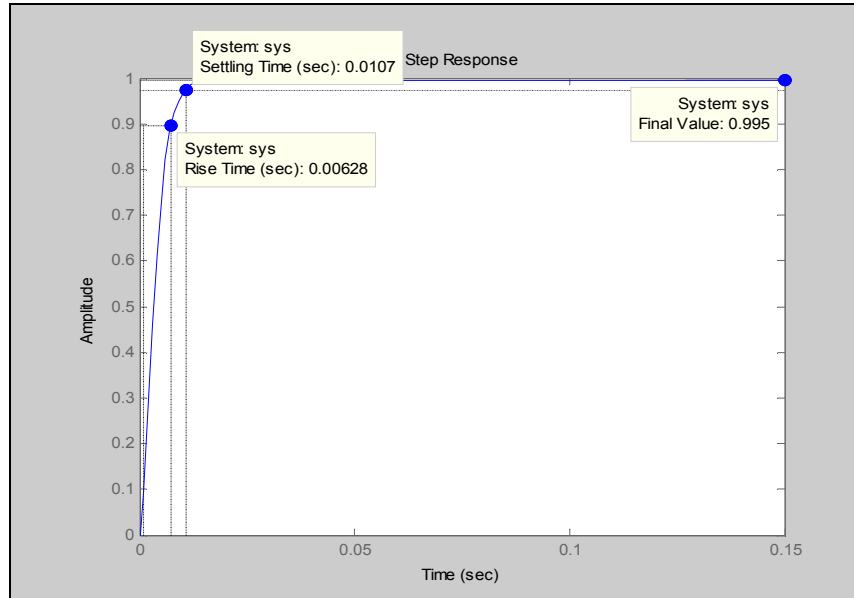 System: sys
Settling Time (sec): 0.0107
Step Response
System: sys
Final Value: 0.995
System: sys
Rise Time (sec): 0.00628
Amplitude
1
0.9
0.8
0.7
0.6
0.5
0.4
0.3
0.2
0.1
0
0
0.05
0.1
0.15
Time (sec)